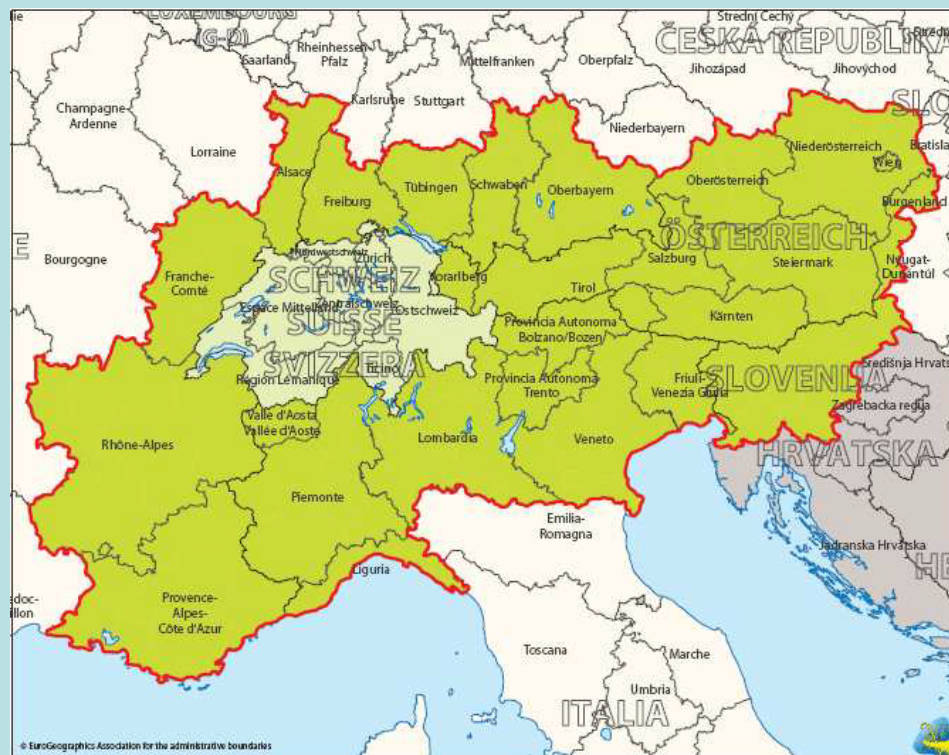 LUXEMBOURG
(G-D)
Saarland
Rheinhessen
Pfalz
Mittelfranken
Oberpfalz
Strední Čechý
ČESKÁ REPUBLIKA
Jihozápad
Jihovýchod
Champagne
Ardenne
Lorraine
Karlsruhe
Stuttgart
Niederbayern
Alsace
Freiburg
Tübingen
Schwaben
Oberbayern
Oberösterreich
Niederösterreich
Wien
Burgenland
Bourgogne
Franche-
Comté
Zürich
SCHWEIZ
Espace Mittelland
Zentralschweiz
Ostschweiz
SUISSE
SVIZZERA
Vorarlberg
Tirol
Salzburg
ÖSTERREICH
Steiermark
Nyugat-
Dunántúl
Kärnten
Région Lémanique
Ticino
Provincia Autonoma
Bolzano/Bozen
Provincia Autonoma
Trento
Friuli-
Venezia Giulia
SLOVENIJA
Zagrebacka regija
HRVATSKA
Rhône-Alpes
Valle d'Aosta
Vallée d'Aoste
Lombardia
Veneto
Piemonte
Liguria
Emilia-
Romagna
Jadranska Hrvatska
Provence-
Alpes-
Côte d'Azur
Toscana
Marche
Umbria
ITALIA
© EuroGeographics Association for the administrative boundaries